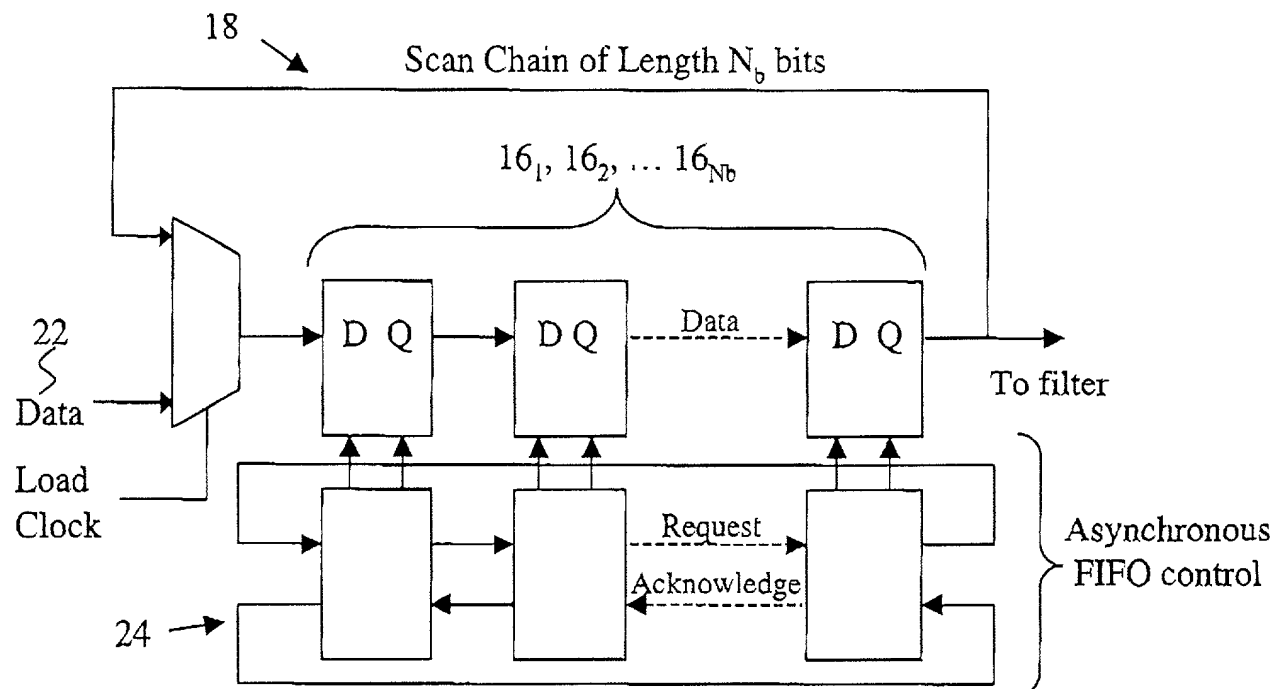 18
Scan Chain of Length N_b bits
16_1, 16_2, ... 16_Nb
D Q
D Q
Data
D Q
To filter
22
Data
Load
Clock
Request
Acknowledge
Asynchronous
FIFO control
24